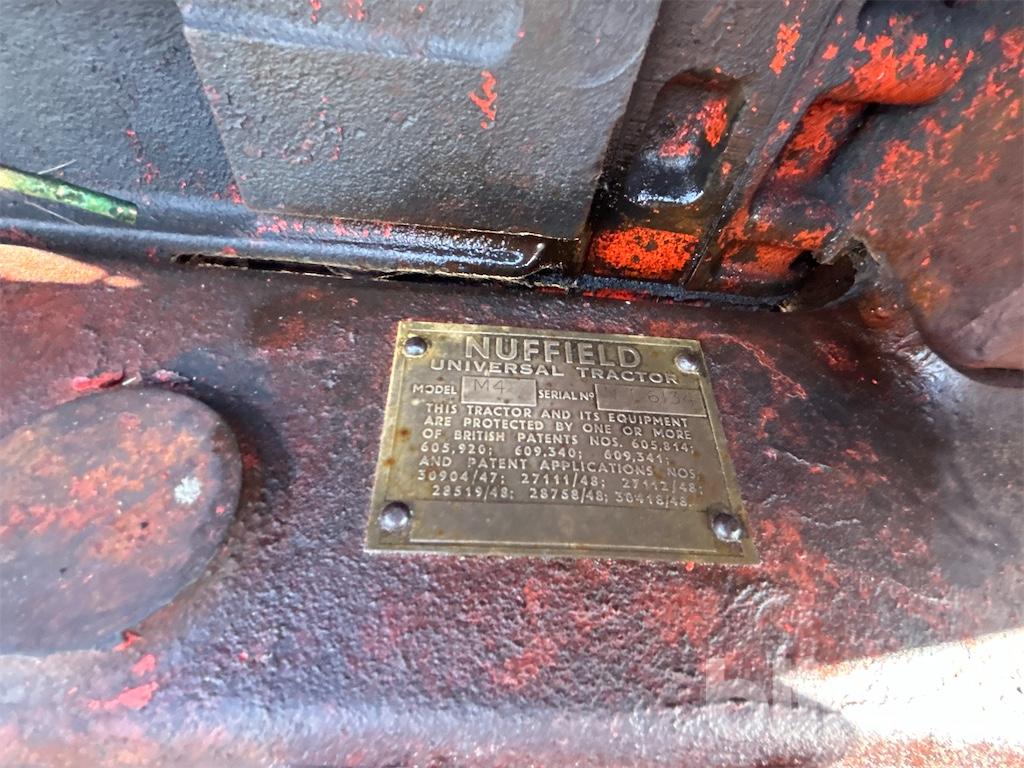 NUFFIELD
UNIVERSAL TRACTOR
MODEL M4 SERIAL Nº
THIS TRACTOR AND ITS EQUIPMENT
ARE PROTECTED BY ONE OR MORE
OF BRITISH PATENTS NOS. 605,814;
605,920; 609,340; 609,341;
AND PATENT APPLICATIONS NOS.
30904/47; 27111/48; 27112/48;
28519/48; 28758/48; 30418/48.